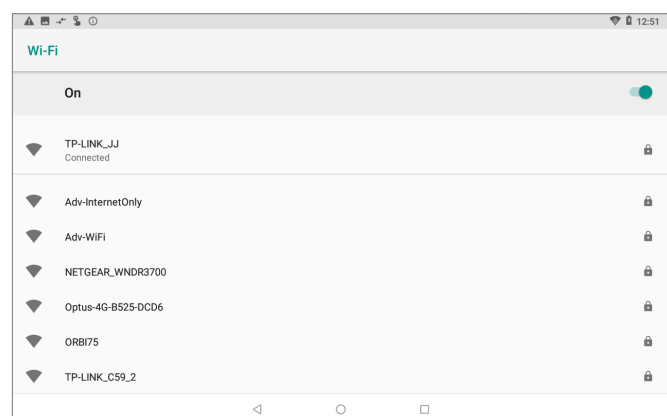 12:51
Wi-Fi
On
TP-LINK_JJ
Connected
Adv-InternetOnly
Adv-WiFi
NETGEAR_WNDR3700
Optus-4G-B525-DCD6
ORBI75
TP-LINK_C59_2